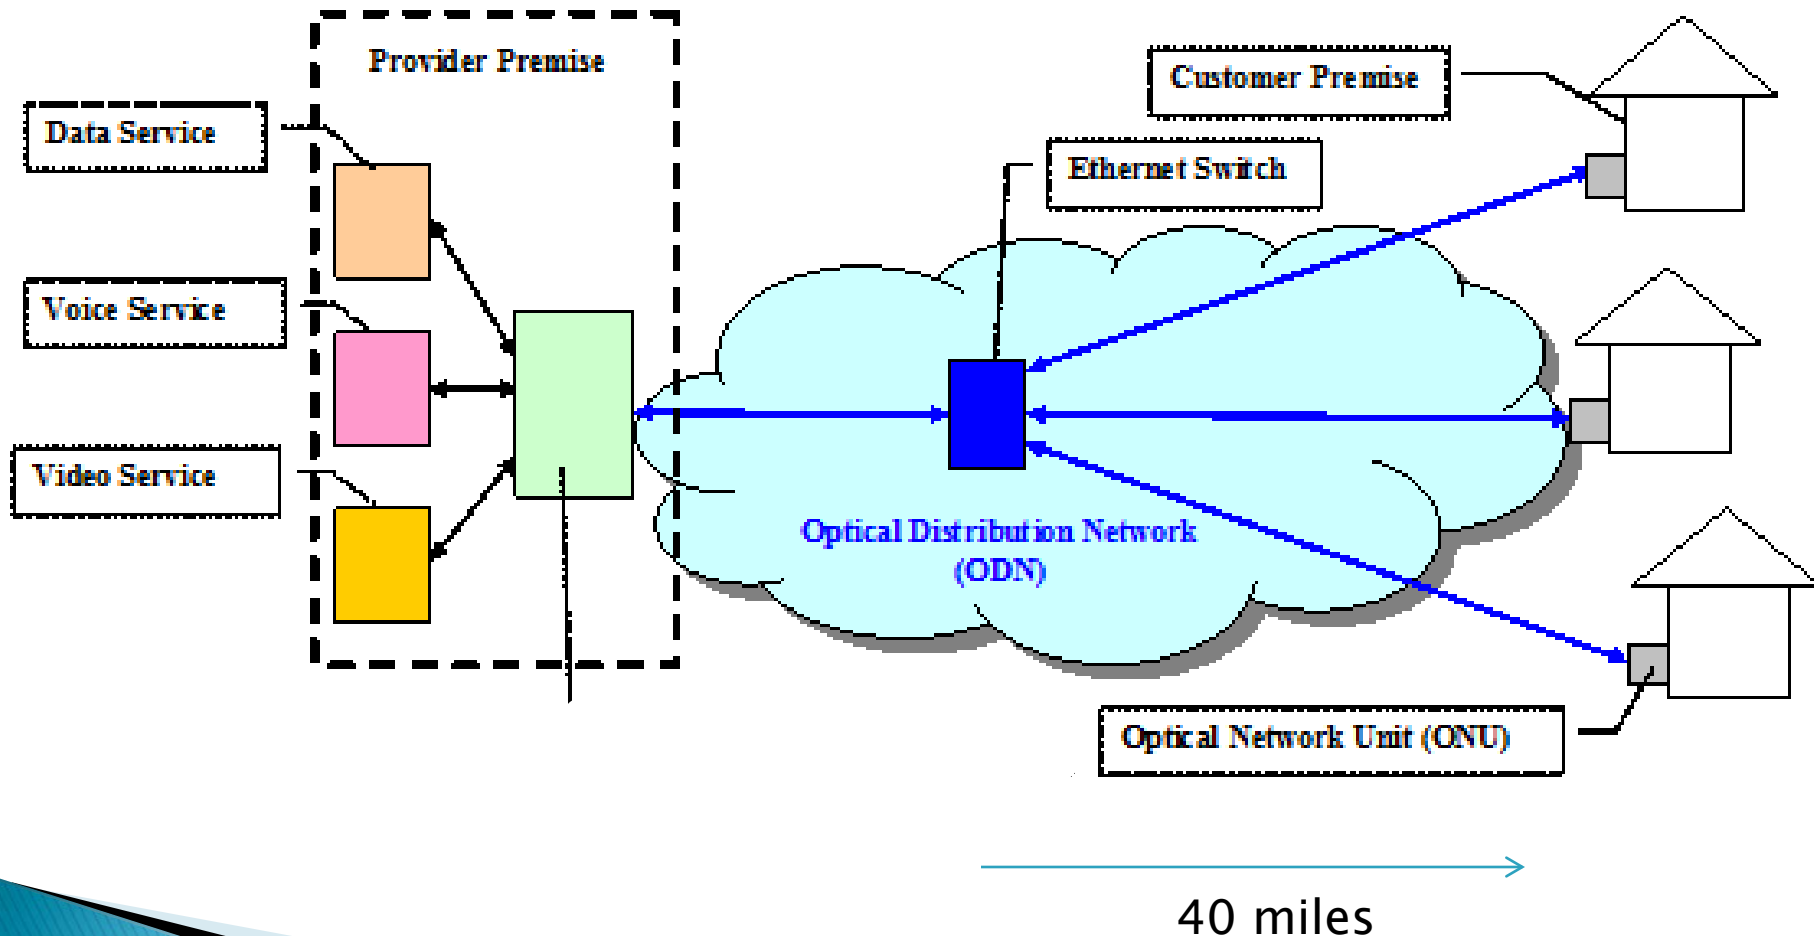 Provider Premise
Data Service
Voice Service
Video Service
Customer Premise
Ethernet Switch
Optical Distribution Network
(ODN)
Optical Network Unit (ONU)
40 miles